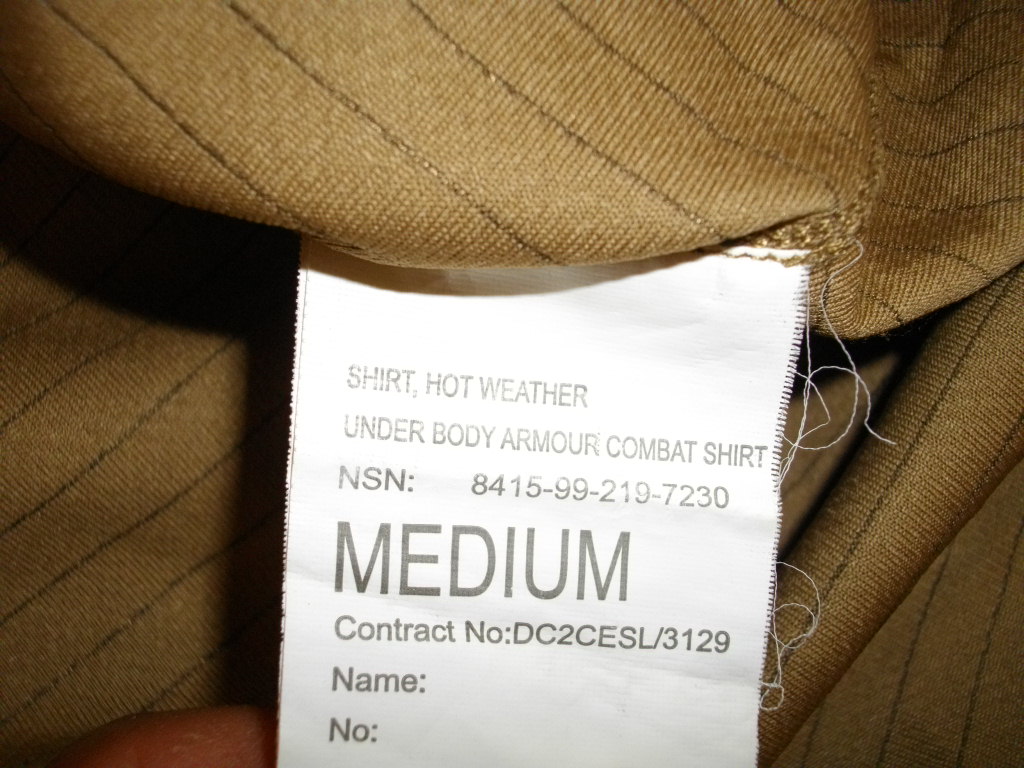 SHIRT, HOT WEATHER
UNDER BODY ARMOUR COMBAT SHIRT
NSN: 8415-99-219-7230
MEDIUM
Contract No:DC2CESL/3129
Name:
No: